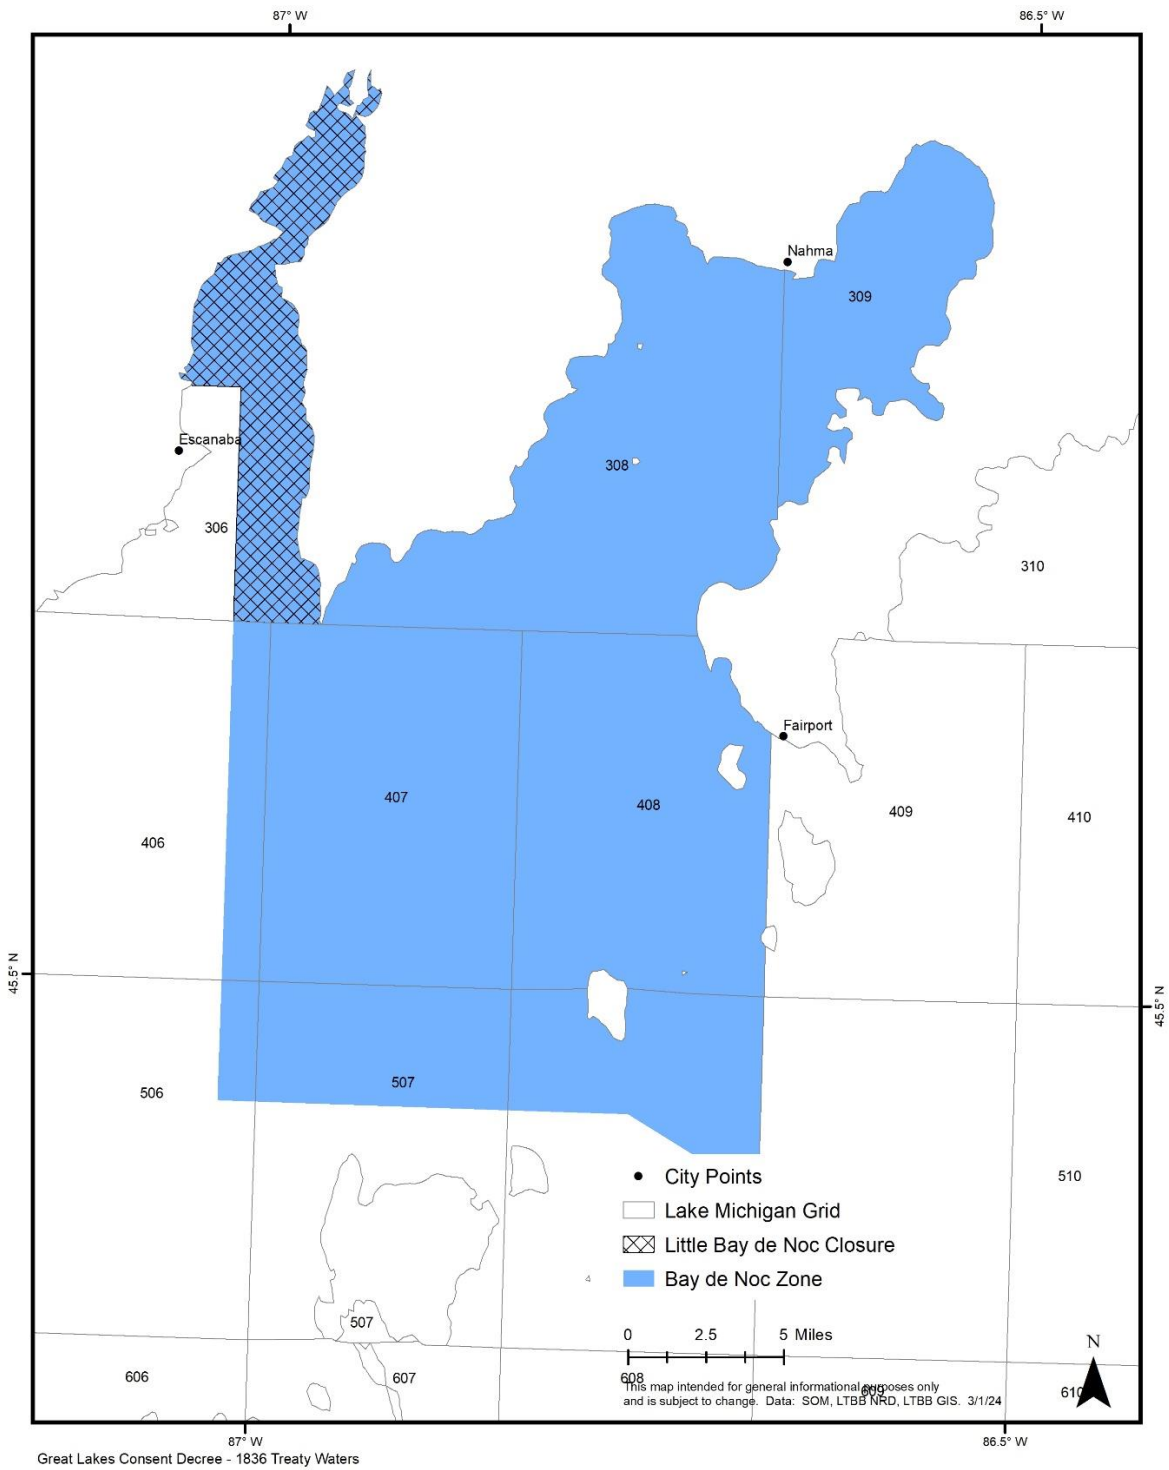 87° W
86.5° W
Nahma
309
Escanaba
308
306
310
Fairport
407
408
409
410
406
45.5° N
45.5° N
506
507
510
City Points
Lake Michigan Grid
Little Bay de Noc Closure
Bay de Noc Zone
507
0 2.5 5 Miles
N
606
607
608
609
610
This map intended for general informational purposes only
and is subject to change. Data: SOM, LTBB NRD, LTBB GIS. 3/1/24
87° W
86.5° W
Great Lakes Consent Decree - 1836 Treaty Waters